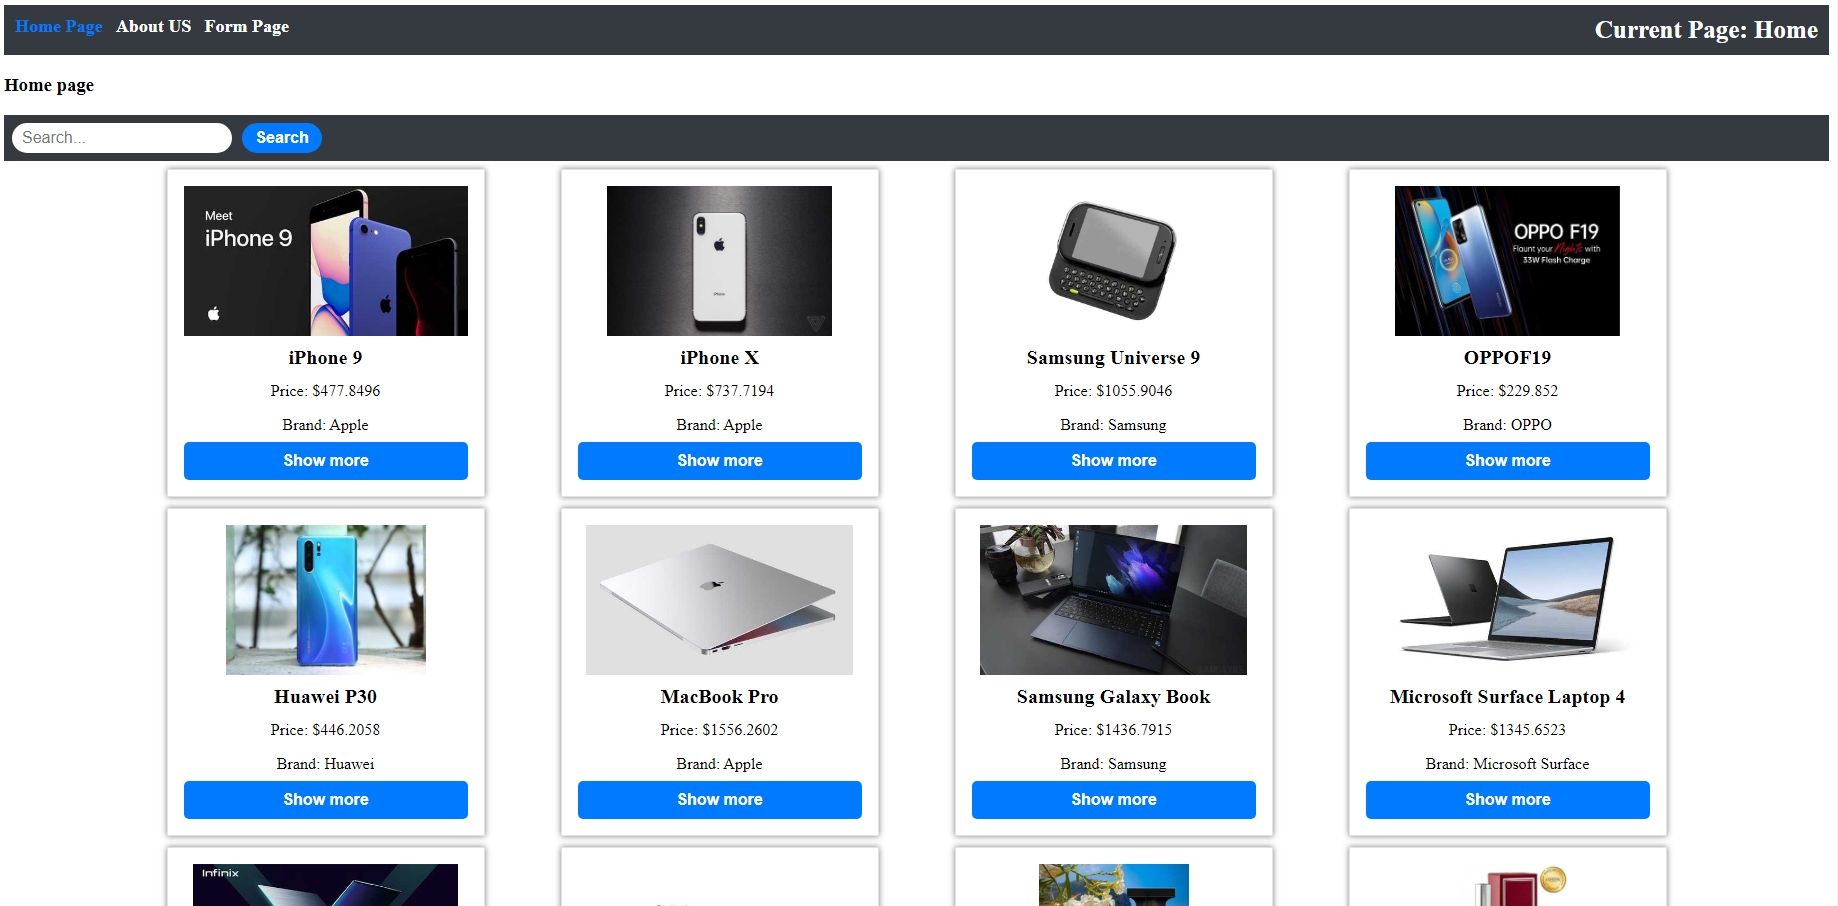 Home Page About US Form Page
Current Page: Home
Home page
Search...
Search
Meet
iPhone 9
iPhone
OPPO F19
Flaunt your Nights with
33W Flash Charge
iPhone 9
iPhone X
Samsung Universe 9
OPPOF19
Price: $477.8496
Price: $737.7194
Price: $1055.9046
Price: $229.852
Brand: Apple
Brand: Apple
Brand: Samsung
Brand: OPPO
Show more
Show more
Show more
Show more
Huawei P30
MacBook Pro
Samsung Galaxy Book
Microsoft Surface Laptop 4
Price: $446.2058
Price: $1556.2602
Price: $1436.7915
Price: $1345.6523
Brand: Huawei
Brand: Apple
Brand: Samsung
Brand: Microsoft Surface
Show more
Show more
Show more
Show more
Infinix